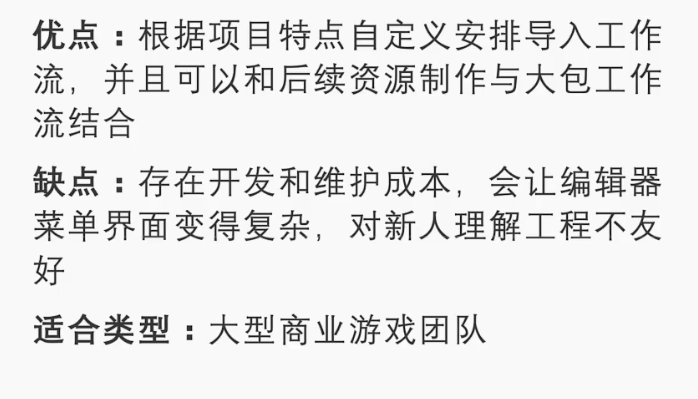 优点：根据项目特点自定义安排导入工作
流，并且可以和后续资源制作与大包工作
流结合
缺点：存在开发和维护成本，会让编辑器
菜单界面变得复杂，对新人理解工程不友
好
适合类型：大型商业游戏团队